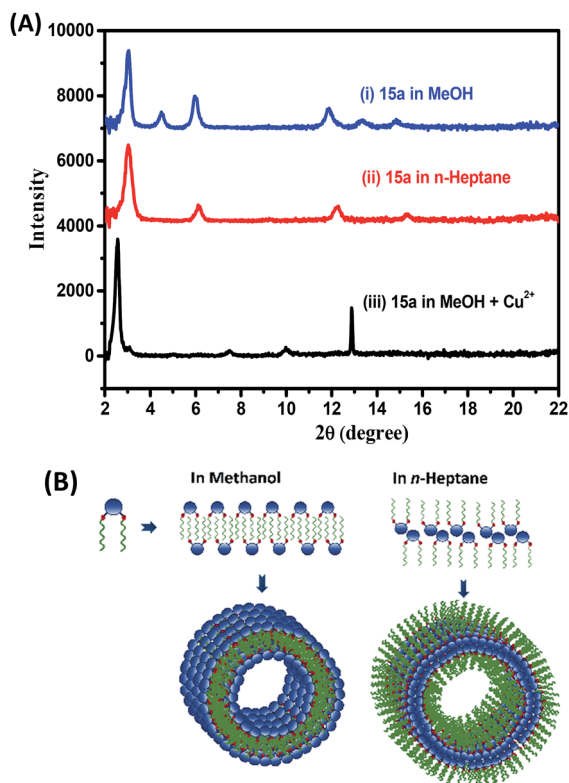 (A)
10000
8000
6000
4000
2000
0
Intensity
(i) 15a in MeOH
(ii) 15a in n-Heptane
(iii) 15a in MeOH + Cu²⁺
2 4 6 8 10 12 14 16 18 20 22
2θ (degree)
(B)
In Methanol
In n-Heptane